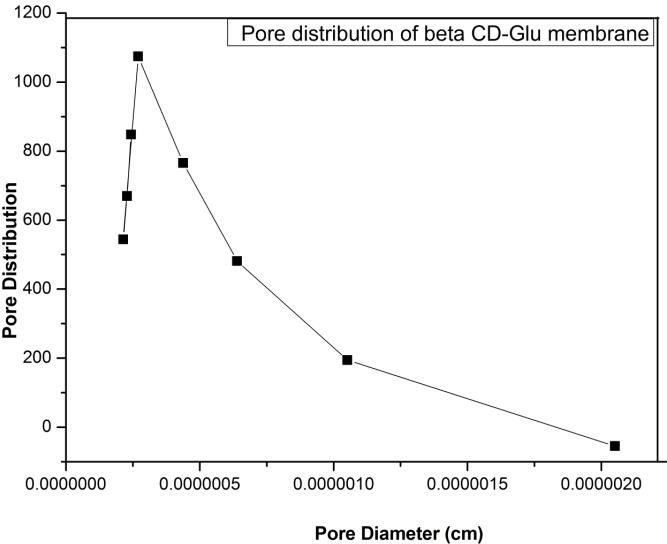 Pore distribution of beta CD-Glu membrane
1200
1000
800
600
400
200
0
Pore Distribution
0.0000000 0.0000005 0.0000010 0.0000015 0.0000020
Pore Diameter (cm)